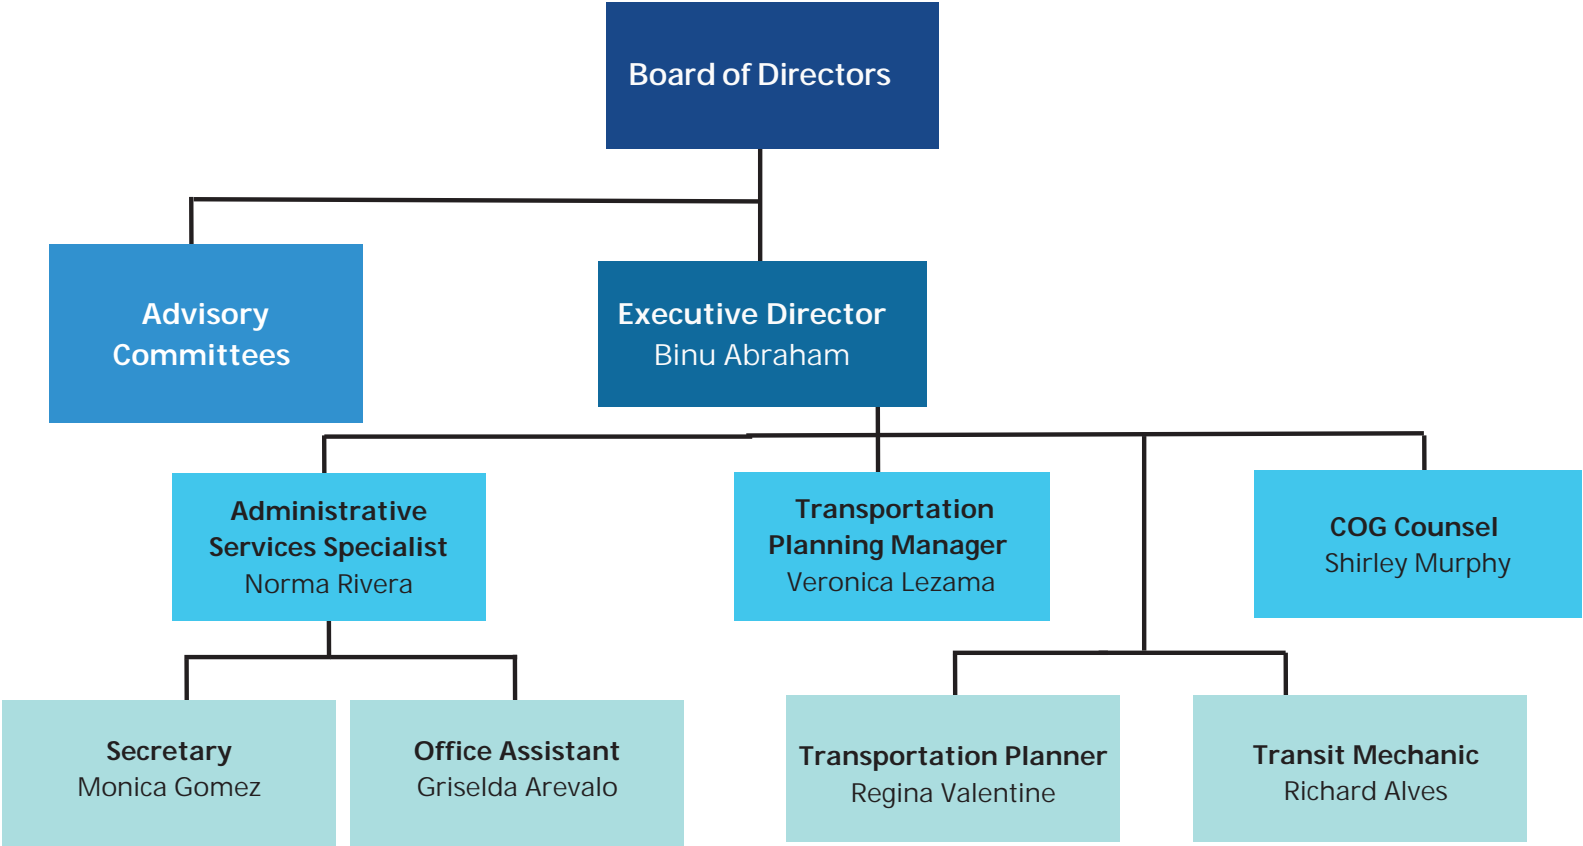 Board of Directors
Advisory
Committees
Executive Director
Binu Abraham
Administrative
Services Specialist
Norma Rivera
Transportation
Planning Manager
Veronica Lezama
COG Counsel
Shirley Murphy
Secretary
Monica Gomez
Office Assistant
Griselda Arevalo
Transportation Planner
Regina Valentine
Transit Mechanic
Richard Alves